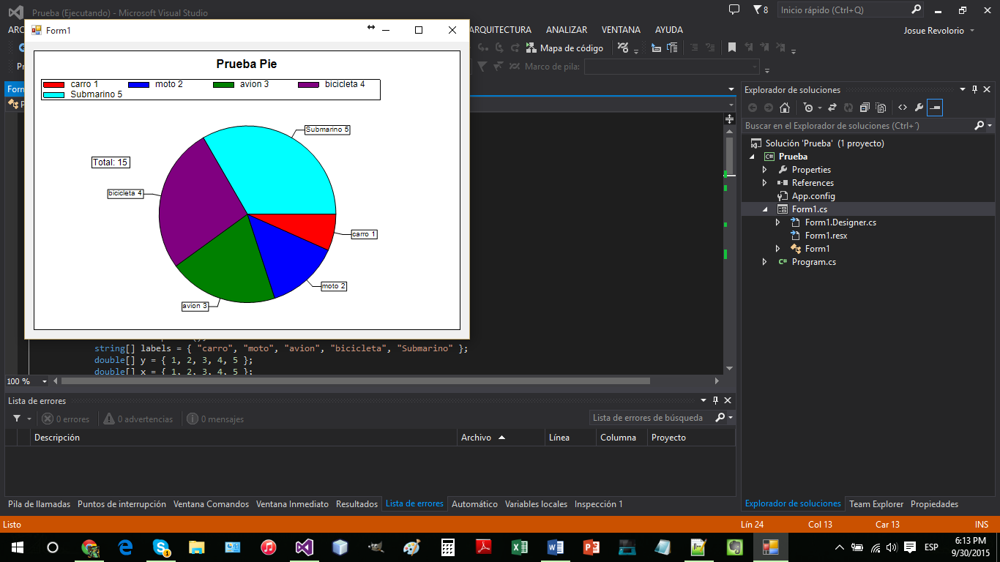 Prueba (Ejecutando) - Microsoft Visual Studio
8
Inicio rápido (Ctrl+Q)
ARQUITECTURA ANALIZAR VENTANA AYUDA
Josue Revolorio
Mapa de código
Marco de pila:
Form1
Prueba Pie
carro 1 moto 2 avion 3 bicicleta 4
Submarino 5
Submarino 5
Total: 15
bicicleta 4
carro 1
moto 2
avion 3
string[] labels = { "carro", "moto", "avion", "bicicleta", "Submarino" };
double[] y = { 1, 2, 3, 4, 5 };
double[] x = { 1, 2, 3, 4, 5 };
100 %
Explorador de soluciones
Buscar en el Explorador de soluciones (Ctrl+´)
Solución 'Prueba' (1 proyecto)
C# Prueba
Properties
References
App.config
Form1.cs
Form1.Designer.cs
Form1.resx
Form1
C# Program.cs
Lista de errores
0 errores 0 advertencias 0 mensajes
Lista de errores de búsqueda
Descripción Archivo Línea Columna Proyecto
Pila de llamadas Puntos de interrupción Ventana Comandos Ventana Inmediato Resultados Lista de errores Automático Variables locales Inspección 1
Explorador de soluciones Team Explorer Propiedades
Listo Lín 24 Col 13 Car 13 INS
ESP
6:13 PM
9/30/2015